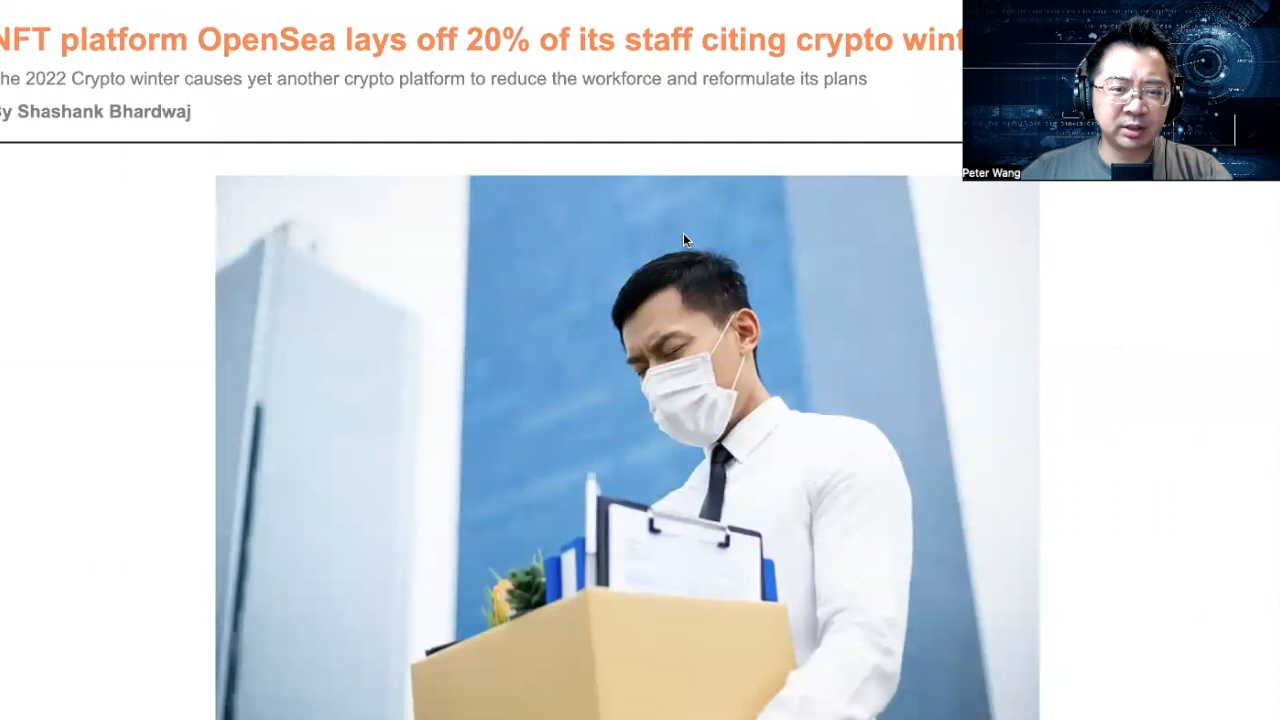 NFT platform OpenSea lays off 20% of its staff citing crypto wint
he 2022 Crypto winter causes yet another crypto platform to reduce the workforce and reformulate its plans
By Shashank Bhardwaj
Peter Wang